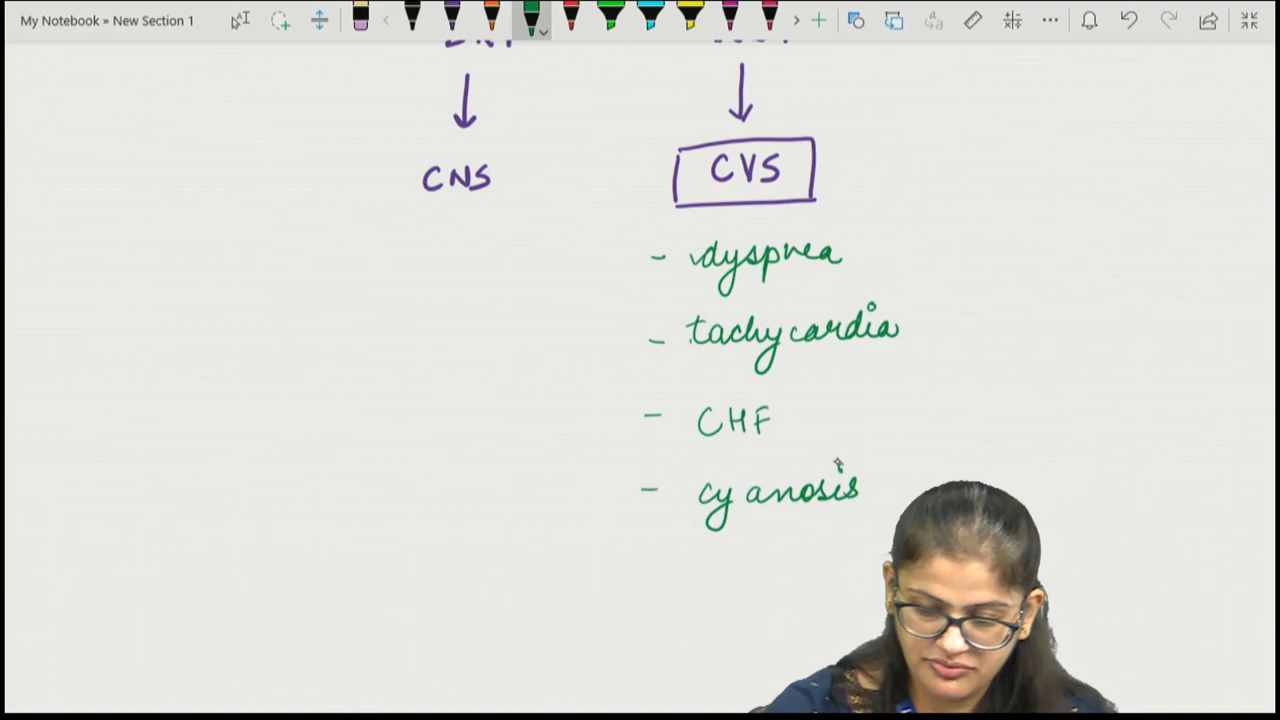 My Notebook » New Section 1
CNS
CVS
- dyspnea
- tachycardia
- CHF
- cyanosis